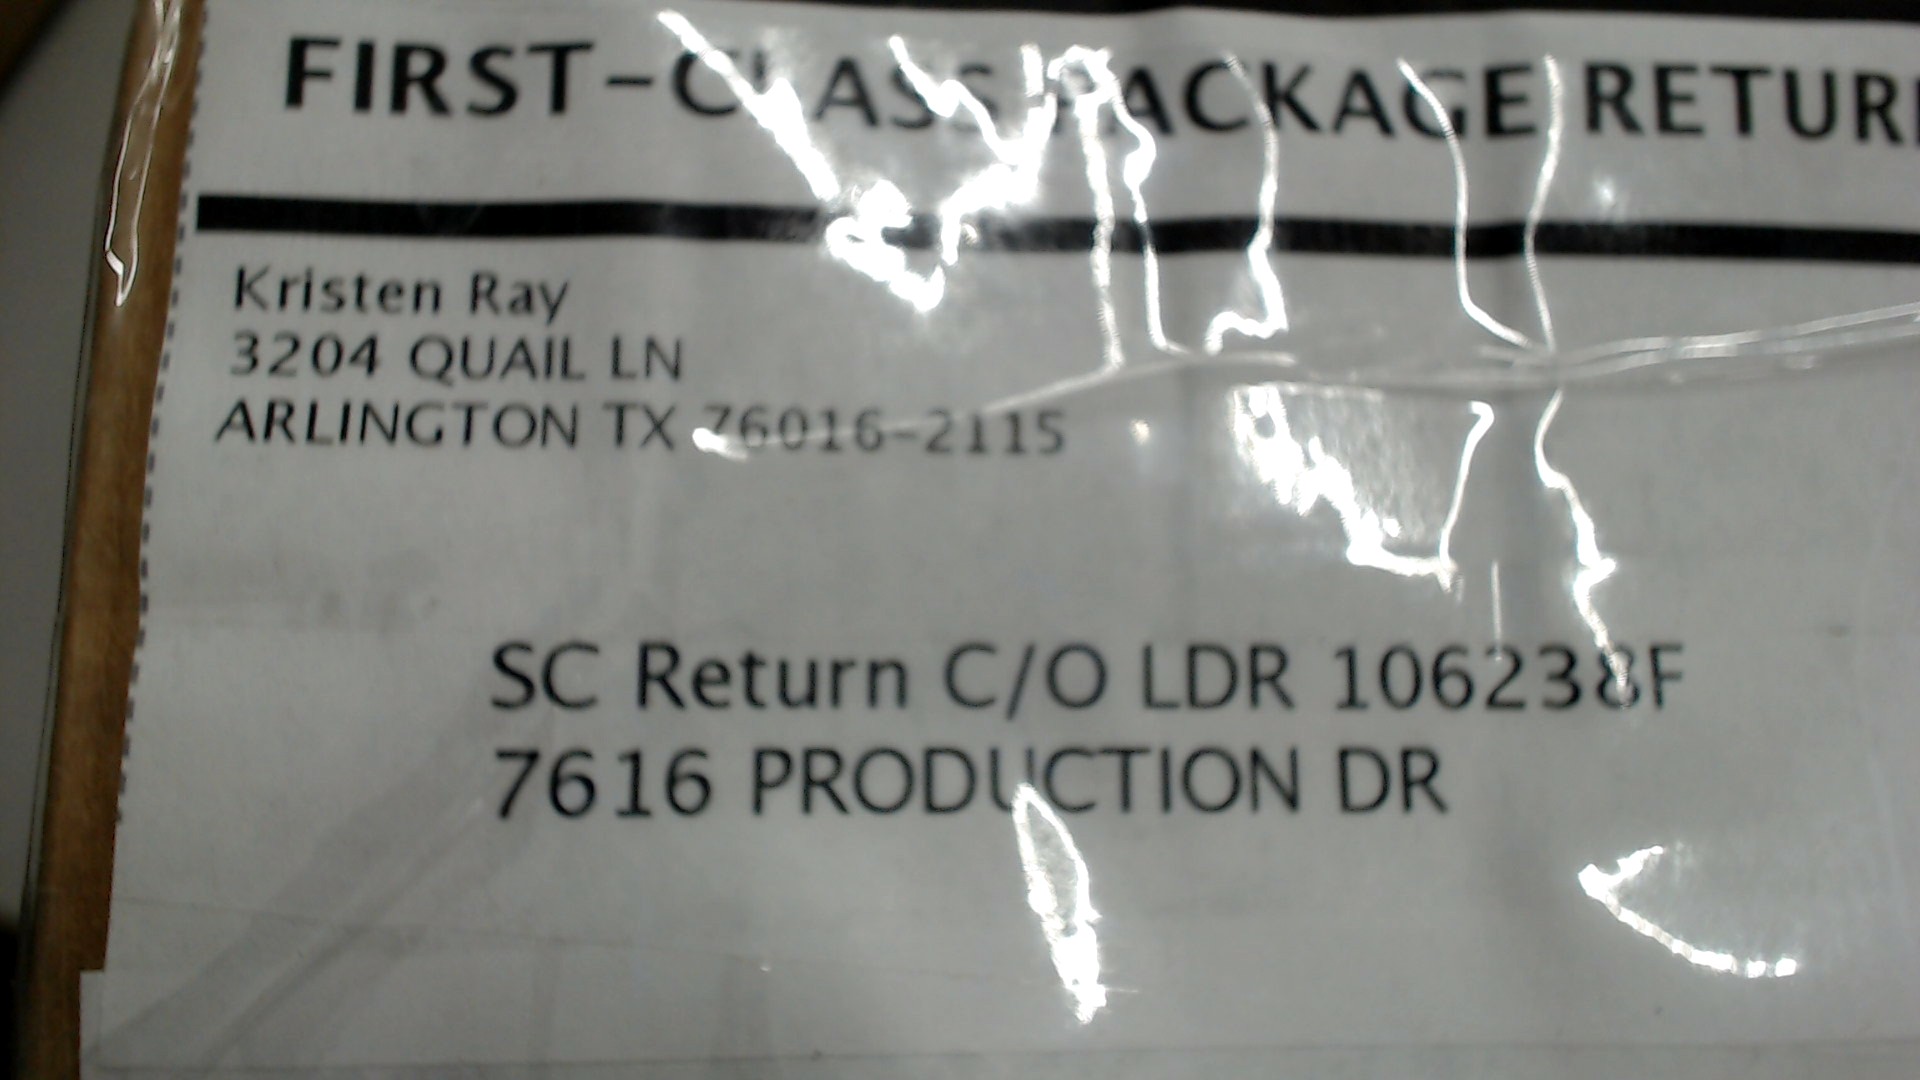 FIRST-CLASS PACKAGE RETUR
Kristen Ray
3204 QUAIL LN
ARLINGTON TX 76016-2115
SC Return C/O LDR 106238F
7616 PRODUCTION DR